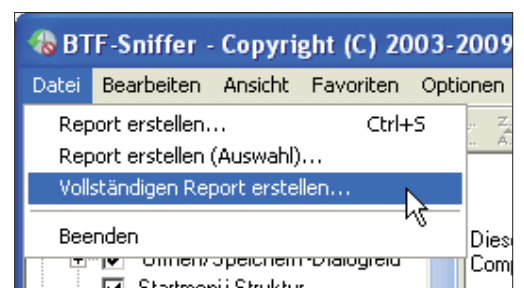 BTF-Sniffer - Copyright (C) 2003-2009
Datei Bearbeiten Ansicht Favoriten Optionen
Report erstellen... Ctrl+S
Report erstellen (Auswahl)...
Vollständigen Report erstellen...
Beenden
Dies
Öffnen/Speichern-Dialogfeld
Com
Startmenü Struktur